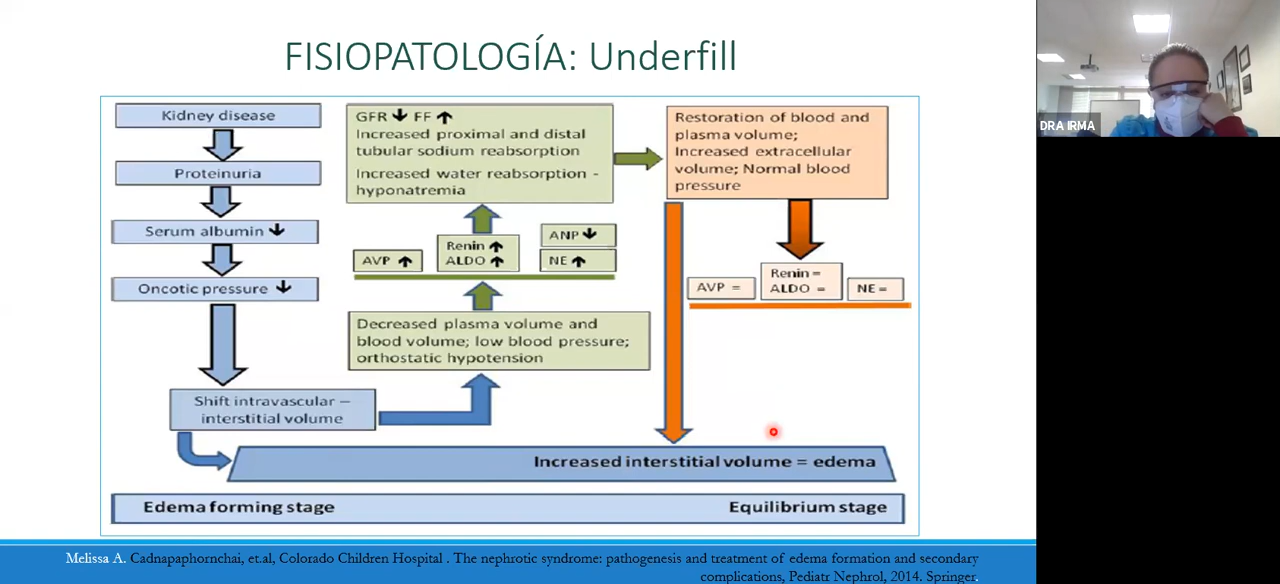 FISIOPATOLOGÍA: Underfill
Kidney disease
Proteinuria
Serum albumin ↓
Oncotic pressure ↓
Shift intravascular –
interstitial volume
GFR ↓ FF ↑
Increased proximal and distal
tubular sodium reabsorption
Increased water reabsorption -
hyponatremia
AVP ↑
Renin ↑
ALDO ↑
ANP ↓
NE ↑
Decreased plasma volume and
blood volume; low blood pressure;
orthostatic hypotension
Restoration of blood and
plasma volume;
Increased extracellular
volume; Normal blood
pressure
AVP =
Renin =
ALDO =
NE =
Increased interstitial volume = edema
Edema forming stage
Equilibrium stage
Melissa A. Cadnapaphornchai, et.al, Colorado Children Hospital . The nephrotic syndrome: pathogenesis and treatment of edema formation and secondary
complications, Pediatr Nephrol, 2014. Springer.
DRA IRMA